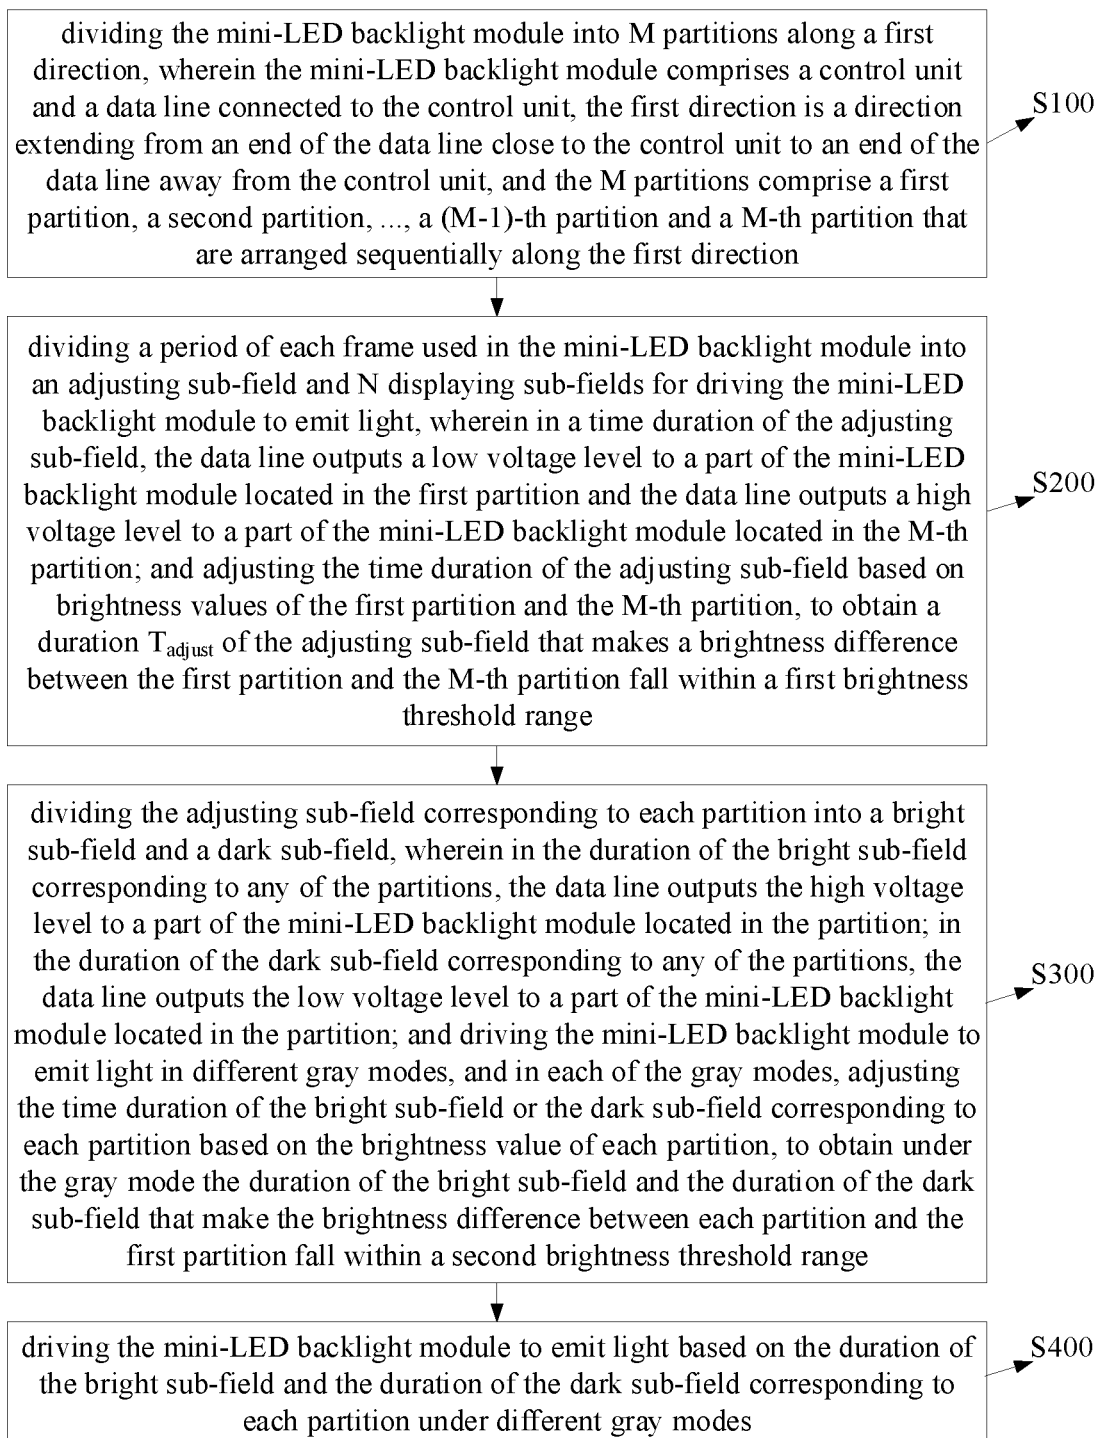 dividing the mini-LED backlight module into M partitions along a first
direction, wherein the mini-LED backlight module comprises a control unit
and a data line connected to the control unit, the first direction is a direction
extending from an end of the data line close to the control unit to an end of the
data line away from the control unit, and the M partitions comprise a first
partition, a second partition, ..., a (M-1)-th partition and a M-th partition that
are arranged sequentially along the first direction
S100
dividing a period of each frame used in the mini-LED backlight module into
an adjusting sub-field and N displaying sub-fields for driving the mini-LED
backlight module to emit light, wherein in a time duration of the adjusting
sub-field, the data line outputs a low voltage level to a part of the mini-LED
backlight module located in the first partition and the data line outputs a high
voltage level to a part of the mini-LED backlight module located in the M-th
partition; and adjusting the time duration of the adjusting sub-field based on
brightness values of the first partition and the M-th partition, to obtain a
duration Tadjust of the adjusting sub-field that makes a brightness difference
between the first partition and the M-th partition fall within a first brightness
threshold range
S200
dividing the adjusting sub-field corresponding to each partition into a bright
sub-field and a dark sub-field, wherein in the duration of the bright sub-field
corresponding to any of the partitions, the data line outputs the high voltage
level to a part of the mini-LED backlight module located in the partition; in
the duration of the dark sub-field corresponding to any of the partitions, the
data line outputs the low voltage level to a part of the mini-LED backlight
module located in the partition; and driving the mini-LED backlight module to
emit light in different gray modes, and in each of the gray modes, adjusting
the time duration of the bright sub-field or the dark sub-field corresponding to
each partition based on the brightness value of each partition, to obtain under
the gray mode the duration of the bright sub-field and the duration of the dark
sub-field that make the brightness difference between each partition and the
first partition fall within a second brightness threshold range
S300
driving the mini-LED backlight module to emit light based on the duration of
the bright sub-field and the duration of the dark sub-field corresponding to
each partition under different gray modes
S400